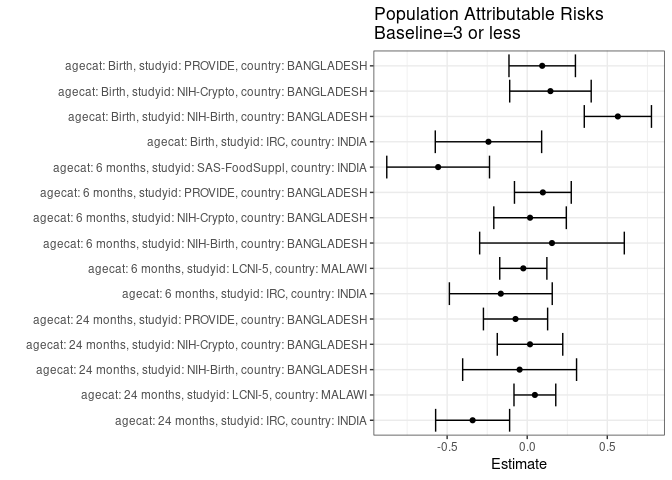 Population Attributable Risks
Baseline=3 or less
agecat: Birth, studyid: PROVIDE, country: BANGLADESH
agecat: Birth, studyid: NIH-Crypto, country: BANGLADESH
agecat: Birth, studyid: NIH-Birth, country: BANGLADESH
agecat: Birth, studyid: IRC, country: INDIA
agecat: 6 months, studyid: SAS-FoodSuppl, country: INDIA
agecat: 6 months, studyid: PROVIDE, country: BANGLADESH
agecat: 6 months, studyid: NIH-Crypto, country: BANGLADESH
agecat: 6 months, studyid: NIH-Birth, country: BANGLADESH
agecat: 6 months, studyid: LCNI-5, country: MALAWI
agecat: 6 months, studyid: IRC, country: INDIA
agecat: 24 months, studyid: PROVIDE, country: BANGLADESH
agecat: 24 months, studyid: NIH-Crypto, country: BANGLADESH
agecat: 24 months, studyid: NIH-Birth, country: BANGLADESH
agecat: 24 months, studyid: LCNI-5, country: MALAWI
agecat: 24 months, studyid: IRC, country: INDIA
-0.5 0.0 0.5
Estimate